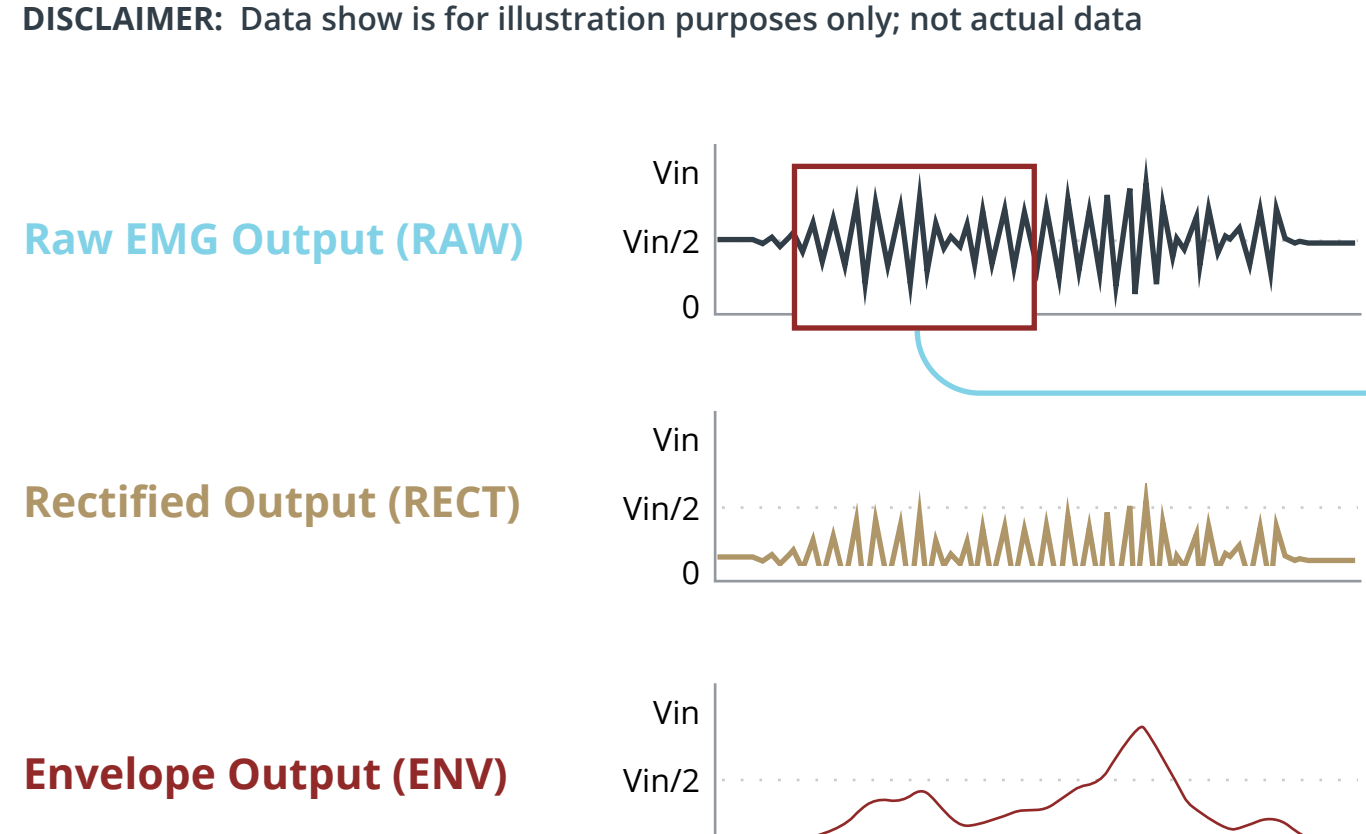 DISCLAIMER: Data show is for illustration purposes only; not actual data
Raw EMG Output (RAW)
Vin
Vin/2
0
Rectified Output (RECT)
Vin
Vin/2
0
Envelope Output (ENV)
Vin
Vin/2